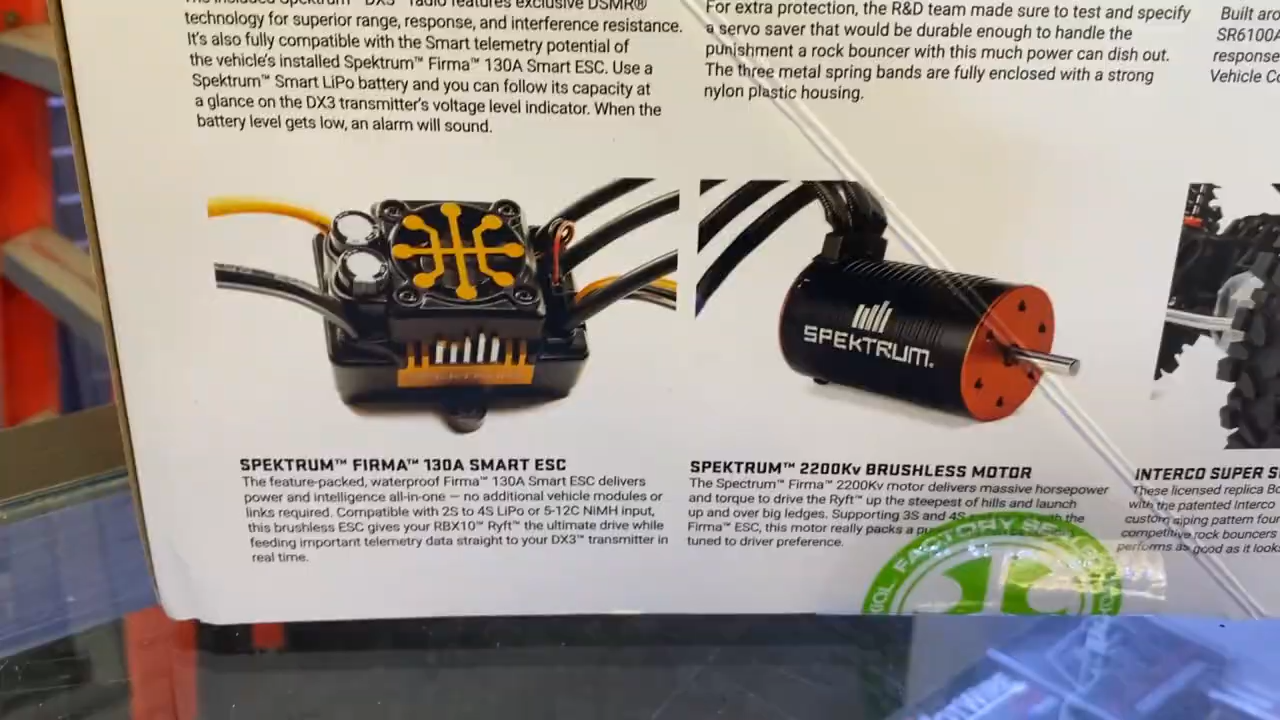 technology for superior range, response, and interference resistance.
It's also fully compatible with the Smart telemetry potential of
the vehicle's installed Spektrum™ Firma™ 130A Smart ESC. Use a
Spektrum™ Smart LiPo battery and you can follow its capacity at
a glance on the DX3 transmitter's voltage level indicator. When the
battery level gets low, an alarm will sound.
For extra protection, the R&D team made sure to test and specify
a servo saver that would be durable enough to handle the
punishment a rock bouncer with this much power can dish out.
The three metal spring bands are fully enclosed with a strong
nylon plastic housing.
Built
SR6100A
response
Vehicle
SPEKTRUM.
SPEKTRUM™ FIRMA™ 130A SMART ESC
The feature-packed, waterproof Firma™ 130A Smart ESC delivers
power and intelligence all-in-one — no additional vehicle modules or
links required. Compatible with 2S to 4S LiPo or 5-12C NiMH input,
this brushless ESC gives your RBX10™ Ryft™ the ultimate drive while
feeding important telemetry data straight to your DX3™ transmitter in
real time.
SPEKTRUM™ 2200Kv BRUSHLESS MOTOR
The Spectrum™ Firma™ 2200Kv motor delivers massive horsepower
and torque to drive the Ryft™ up the steepest of hills and launch
up and over big ledges. Supporting 3S and 4S the
Firma™ ESC, this motor really packs a
tuned to driver preference.
INTERCO SUPER
These licensed replica
with the patented Interco
custom siping pattern
competitive rock bouncers
performs as good as it looks
FACTORY